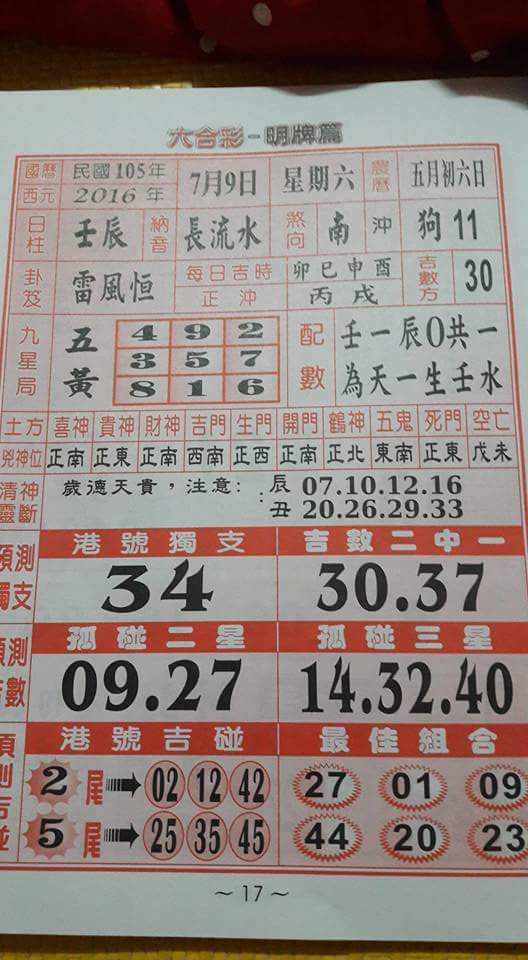 六合彩-明牌篇
國曆 民國105年 7月9日 星期六 農曆 五月初六日
西元 2016年
日柱 壬辰 納音 長流水 煞向 南 沖 狗11
卦笈 雷風恒 每日吉時 卯巳申酉 吉數方 30
正沖 丙戌
九星局 五黃 4 9 2 配數 壬一辰0共一
3 5 7
8 1 6 為天一生壬水
土方 喜神 貴神 財神 吉門 生門 開門 鶴神 五鬼 死門 空亡
兇神位 正南 正東 正南 西南 正西 正南 正北 東南 正東 戊未
清神靈斷 歲德天貴,注意: : 辰 07.10.12.16
丑 20.26.29.33
預測獨支 港號獨支 吉數二中一
34 30.37
預測吉數 孤碰二星 孤碰三星
09.27 14.32.40
預測吉碰 港號吉碰 最佳組合
2尾 02 12 42 27 01 09
5尾 25 35 45 44 20 23
~17~